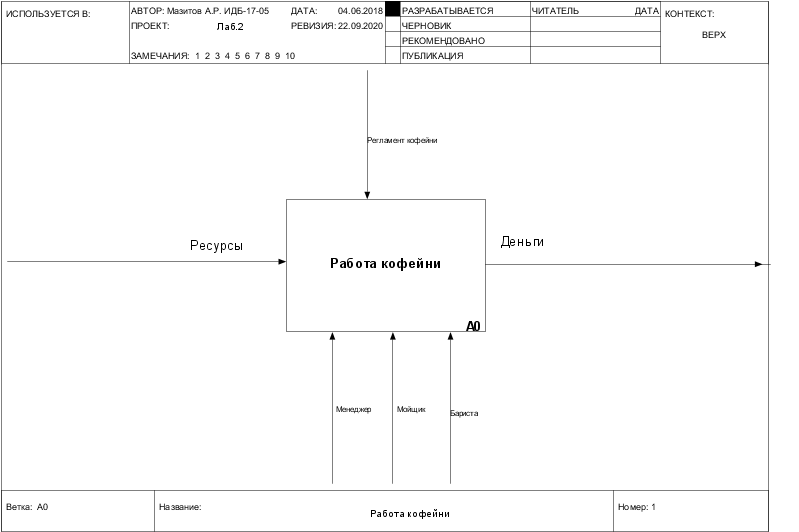 ИСПОЛЬЗУЕТСЯ В:
АВТОР: Мазитов А.Р. ИДБ-17-05
ДАТА: 04.06.2018
ПРОЕКТ: Лаб.2
РЕВИЗИЯ: 22.09.2020
ЗАМЕЧАНИЯ: 1 2 3 4 5 6 7 8 9 10
РАЗРАБАТЫВАЕТСЯ
ЧЕРНОВИК
РЕКОМЕНДОВАНО
ПУБЛИКАЦИЯ
ЧИТАТЕЛЬ ДАТА
КОНТЕКСТ:
ВЕРХ
Регламент кофейни
Ресурсы
Деньги
Работа кофейни
A0
Менеджер
Мойщик
Бариста
Ветка: A0
Название:
Работа кофейни
Номер: 1